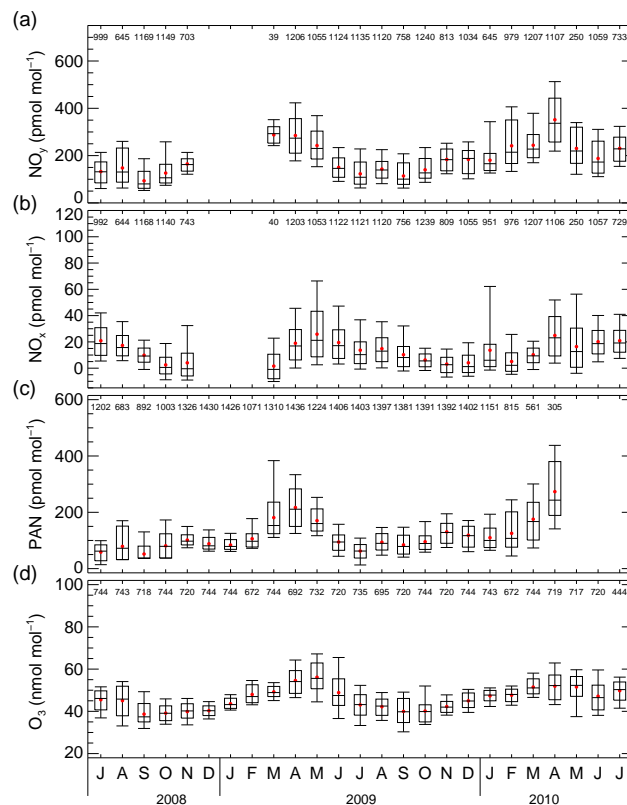 (a)
999 645 1169 1149 703 39 1206 1055 1124 1135 1120 758 1240 813 1034 645 979 1207 1107 250 1059 733
600
400
200
0
NOy (pmol mol−1)
(b)
120
992 644 1168 1140 743 40 1203 1053 1122 1121 1120 756 1239 809 1055 951 976 1206 1106 250 1057 729
100
80
60
40
20
0
NOx (pmol mol−1)
(c)
600
1202 683 892 1003 1326 1430 1426 1071 1310 1436 1224 1406 1403 1397 1381 1391 1392 1402 1151 815 561 305
400
200
0
PAN (pmol mol−1)
(d)
100
744 743 718 744 720 744 744 672 744 692 732 720 735 695 720 744 720 744 743 672 744 719 717 720 444
80
60
40
20
O3 (nmol mol−1)
J A S O N D J F M A M J J A S O N D J F M A M J J
2008 2009 2010